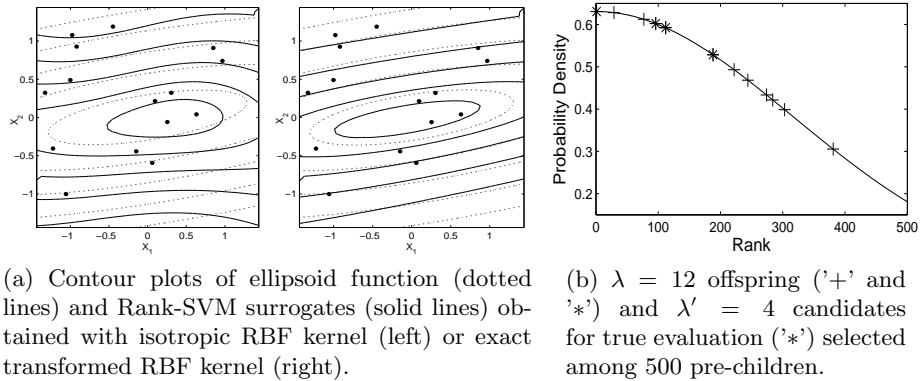 1
0.5
0
−0.5
−1
X2
−1 −0.5 0 0.5 1
X1
1
0.5
0
−0.5
−1
X2
−1 −0.5 0 0.5 1
X1
0.6
0.5
0.4
0.3
0.2
Probability Density
0 100 200 300 400 500
Rank
(a) Contour plots of ellipsoid function (dotted
lines) and Rank-SVM surrogates (solid lines) ob-
tained with isotropic RBF kernel (left) or exact
transformed RBF kernel (right).
(b) λ = 12 offspring ('+' and
'∗') and λ′ = 4 candidates
for true evaluation ('∗') selected
among 500 pre-children.